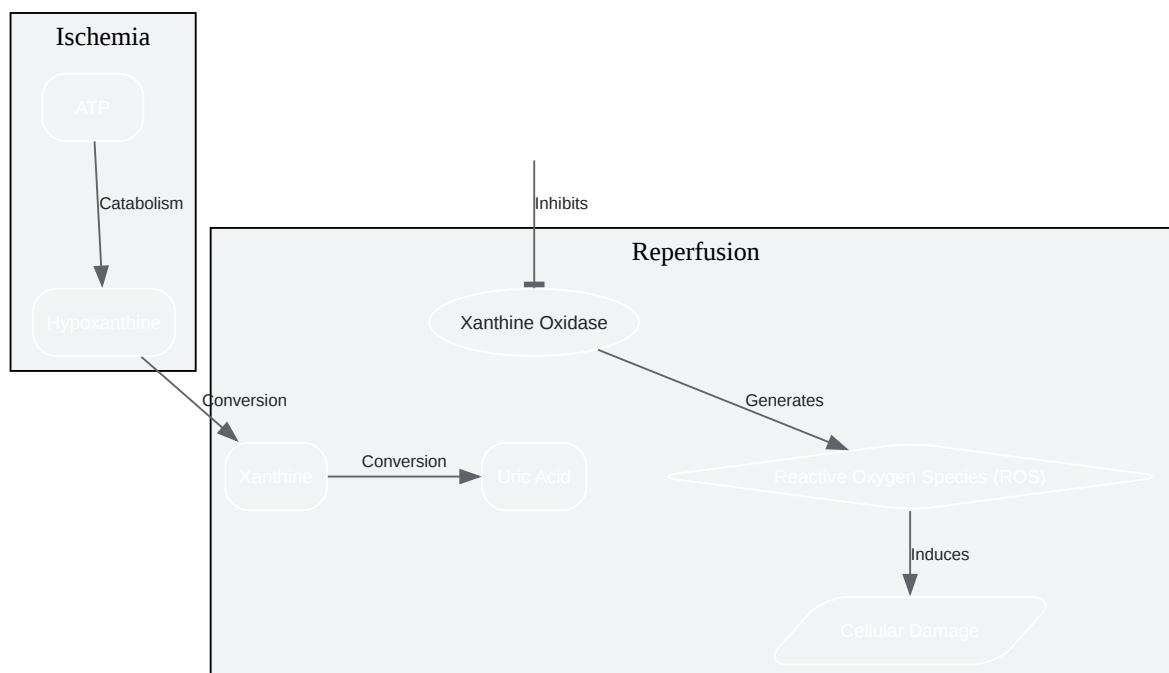 Ischemia
ATP
Catabolism
Inhibits
Reperfusion
Hypoxanthine
Xanthine Oxidase
Conversion
Generates
Xanthine
Conversion
Uric Acid
Reactive Oxygen Species (ROS)
Induces
Cellular Damage